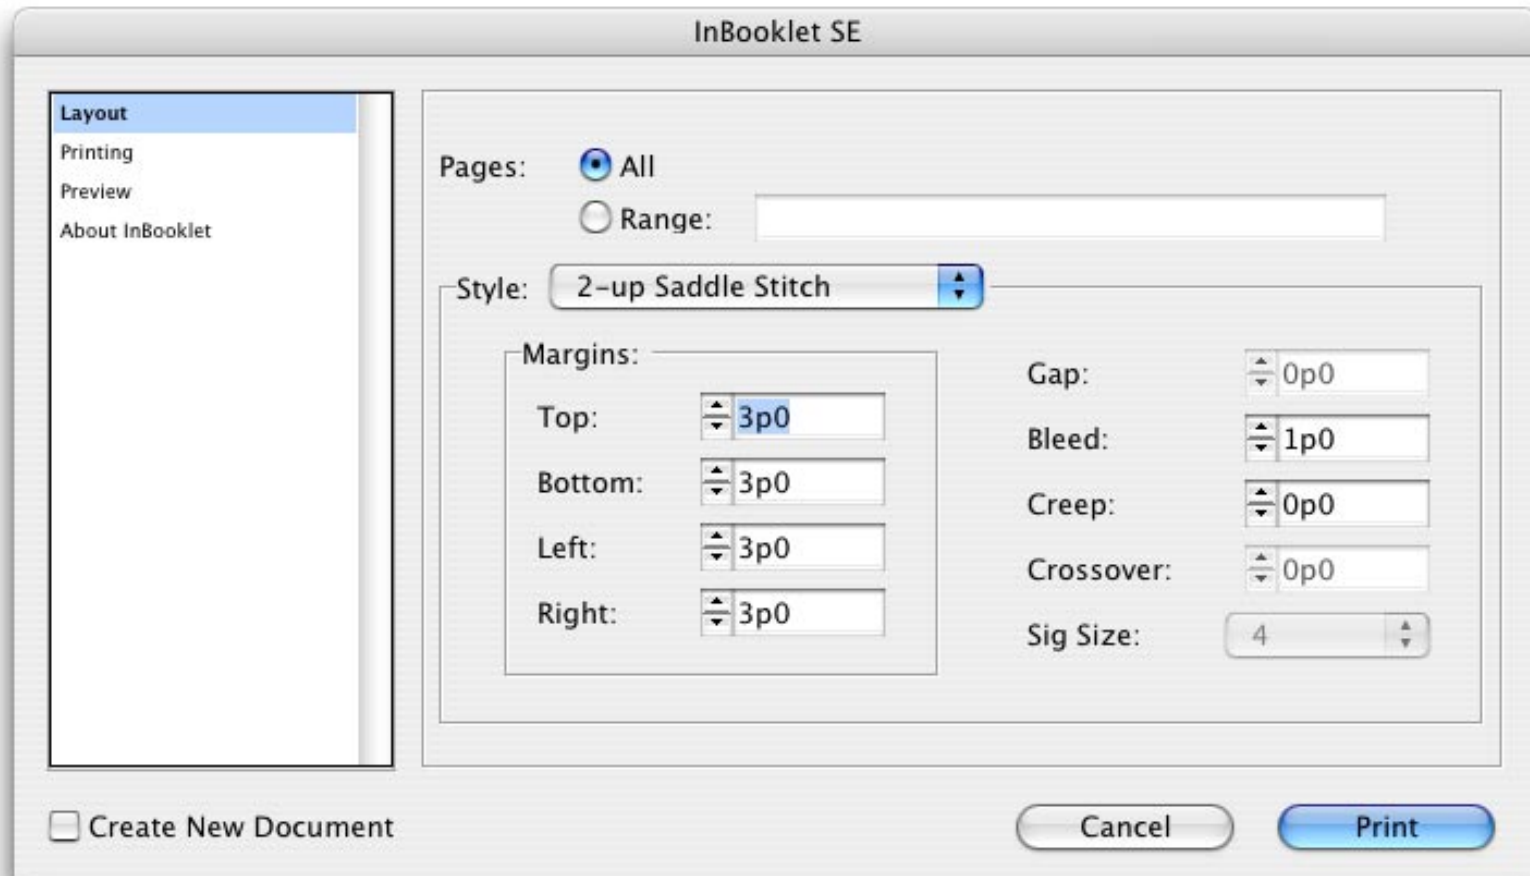 InBooklet SE
Layout
Printing
Preview
About InBooklet
Pages:
All
Range:
Style:
2-up Saddle Stitch
Margins:
Top:
3p0
Bottom:
3p0
Left:
3p0
Right:
3p0
Gap:
0p0
Bleed:
1p0
Creep:
0p0
Crossover:
0p0
Sig Size:
4
Create New Document
Cancel
Print